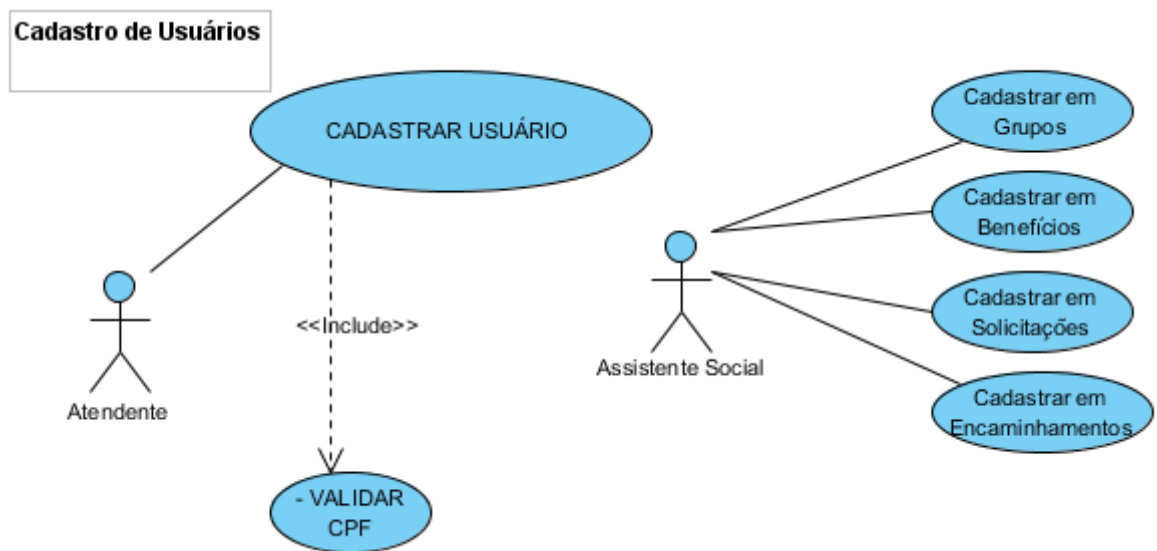 Cadastro de Usuários
CADASTRAR USUÁRIO
<<Include>>
Atendente
- VALIDAR
CPF
Cadastrar em
Grupos
Cadastrar em
Benefícios
Assistente Social
Cadastrar em
Solicitações
Cadastrar em
Encaminhamentos